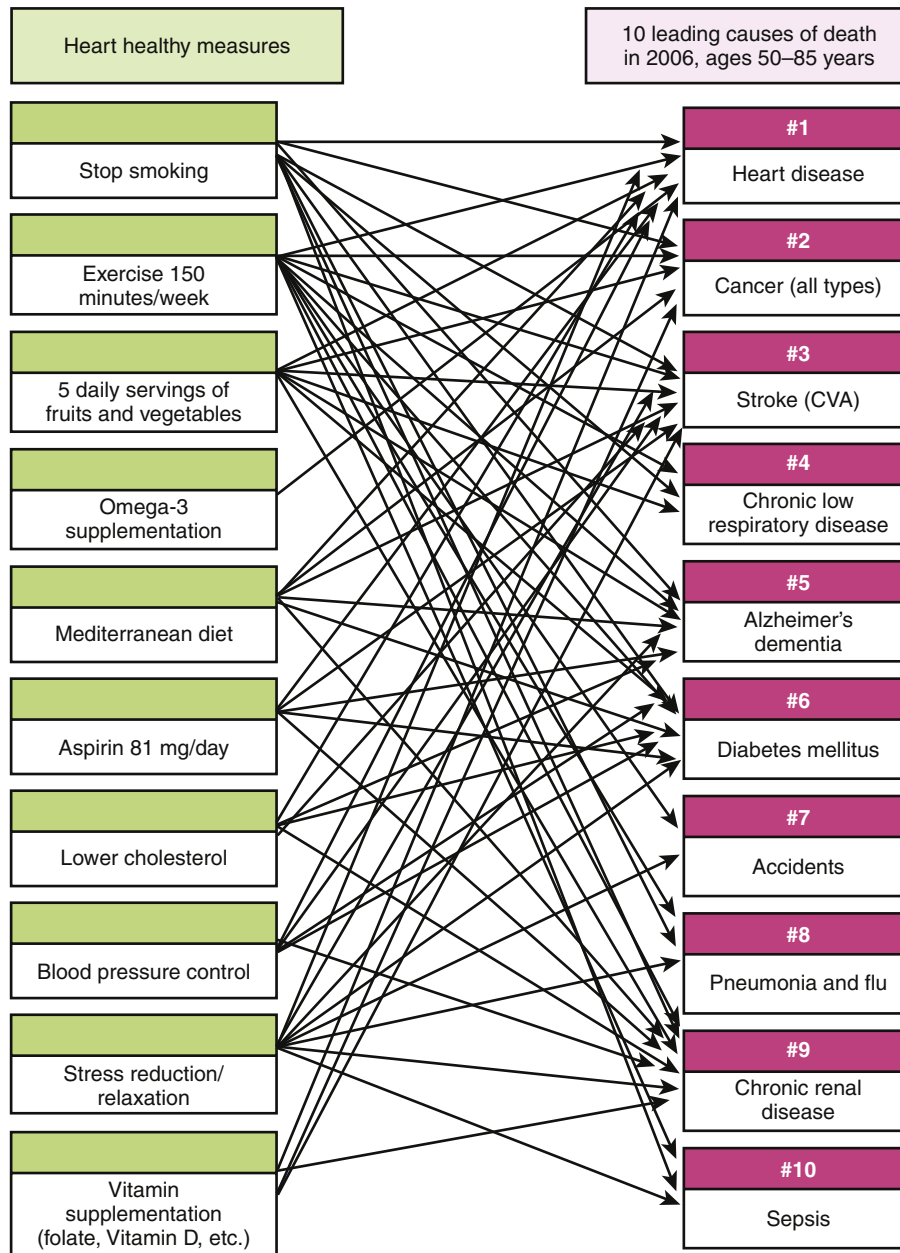 Heart healthy measures
10 leading causes of death
in 2006, ages 50–85 years
Stop smoking
Exercise 150
minutes/week
5 daily servings of
fruits and vegetables
Omega-3
supplementation
Mediterranean diet
Aspirin 81 mg/day
Lower cholesterol
Blood pressure control
Stress reduction/
relaxation
Vitamin
supplementation
(folate, Vitamin D, etc.)
#1
Heart disease
#2
Cancer (all types)
#3
Stroke (CVA)
#4
Chronic low
respiratory disease
#5
Alzheimer’s
dementia
#6
Diabetes mellitus
#7
Accidents
#8
Pneumonia and flu
#9
Chronic renal
disease
#10
Sepsis